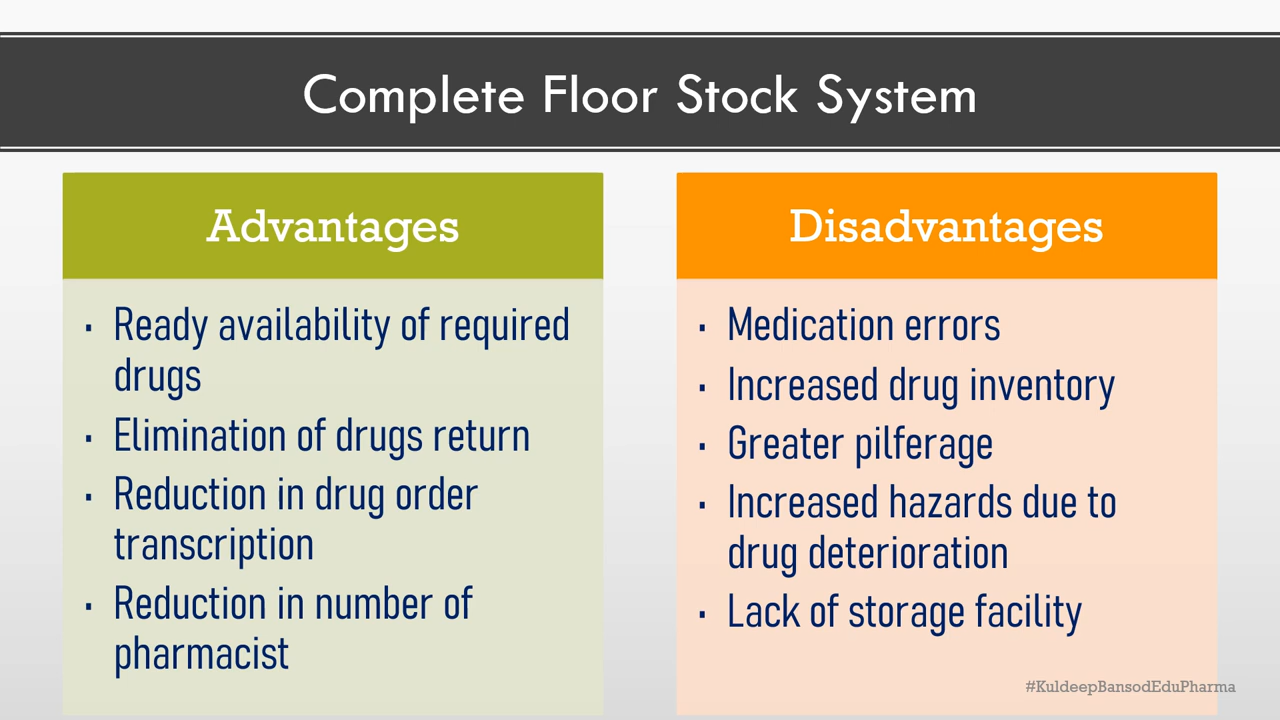 Complete Floor Stock System
Advantages
· Ready availability of required
drugs
· Elimination of drugs return
· Reduction in drug order
transcription
· Reduction in number of
pharmacist
Disadvantages
· Medication errors
· Increased drug inventory
· Greater pilferage
· Increased hazards due to
drug deterioration
· Lack of storage facility
#KuldeepBansodEduPharma